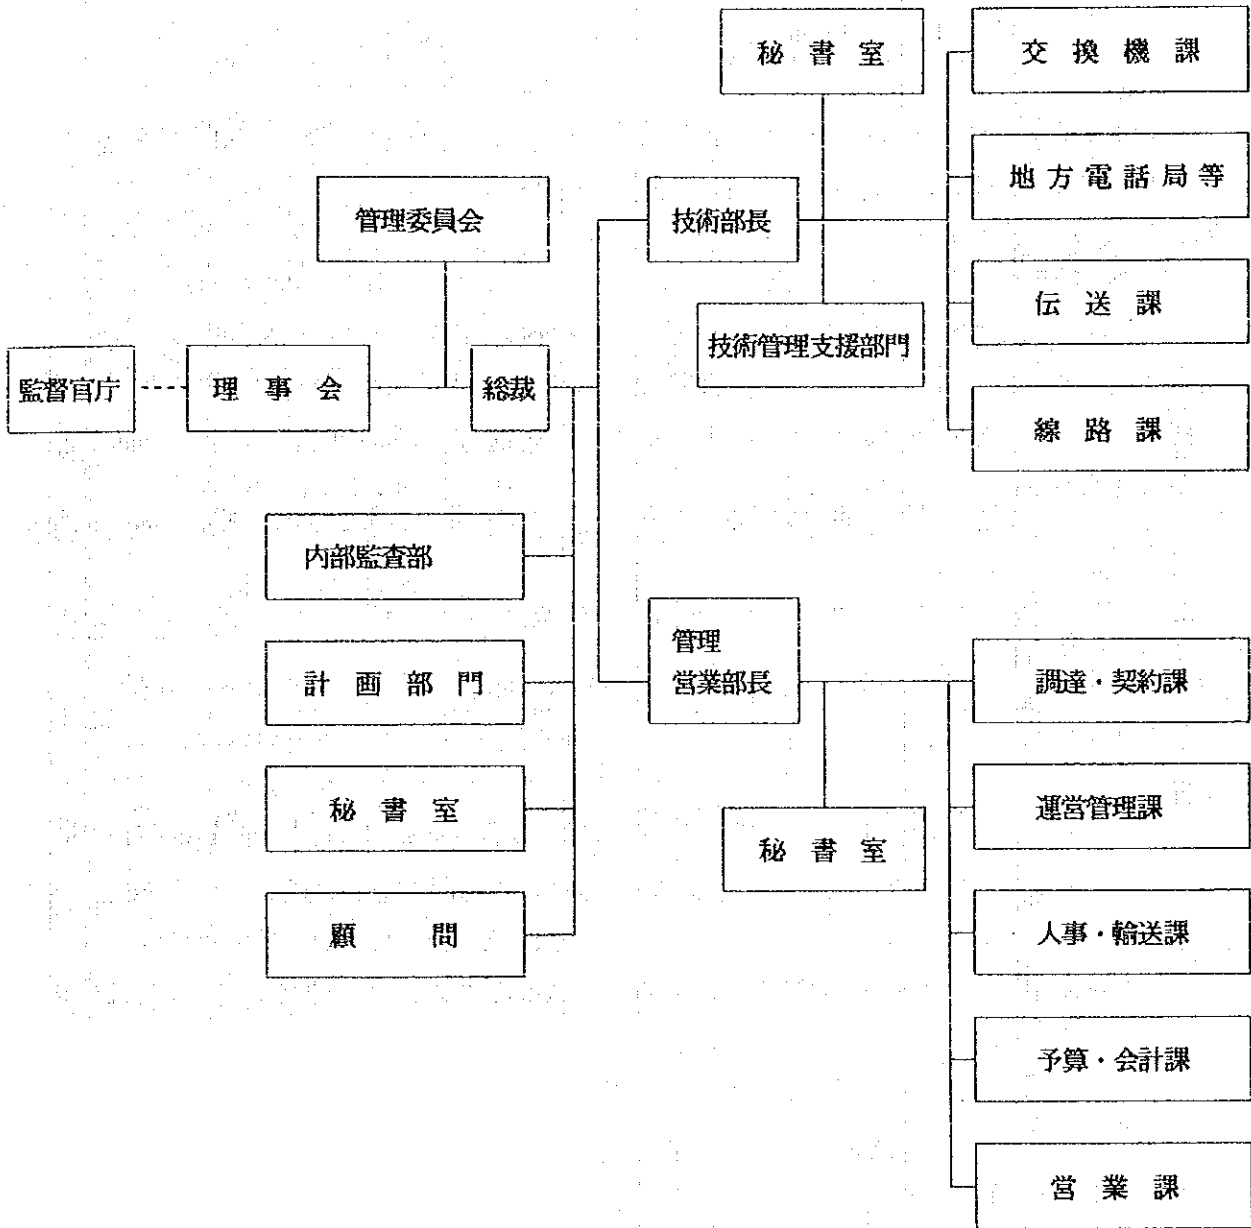 秘書室
交換機課
地方電話局等
管理委員会
技術部長
伝送課
技術管理支援部門
監督官庁
理事会
総裁
線路課
内部監査部
管理
営業部長
計画部門
調達・契約課
秘書室
運営管理課
秘書室
顧問
人事・輸送課
予算・会計課
営業課